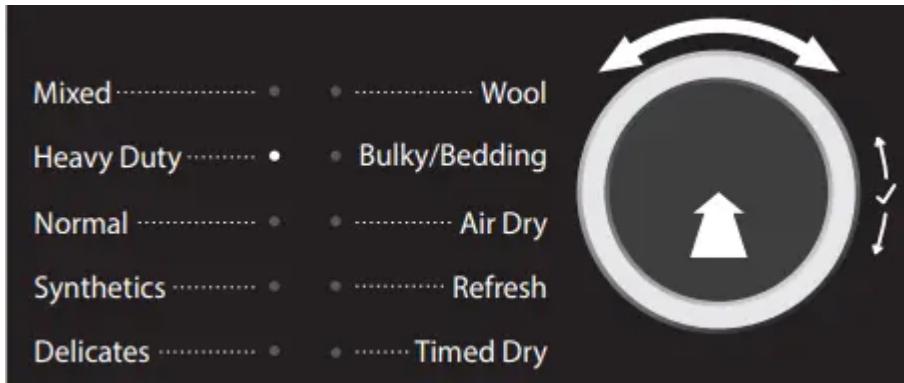 Mixed Wool
Heavy Duty Bulky/Bedding
Normal Air Dry
Synthetics Refresh
Delicates Timed Dry